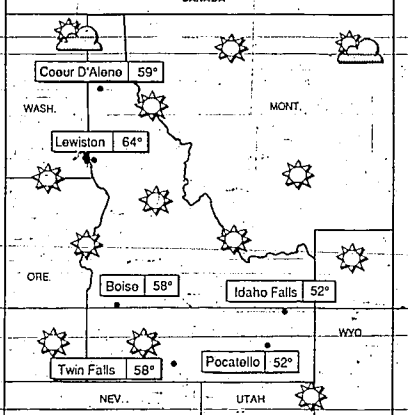 CANADA
Coeur D'Alene 59°
WASH.
MONT.
Lewiston 64°
ORE.
Boise 58°
Idaho Falls 52°
WYO.
Twin Falls 58°
Pocatello 52°
NEV.
UTAH